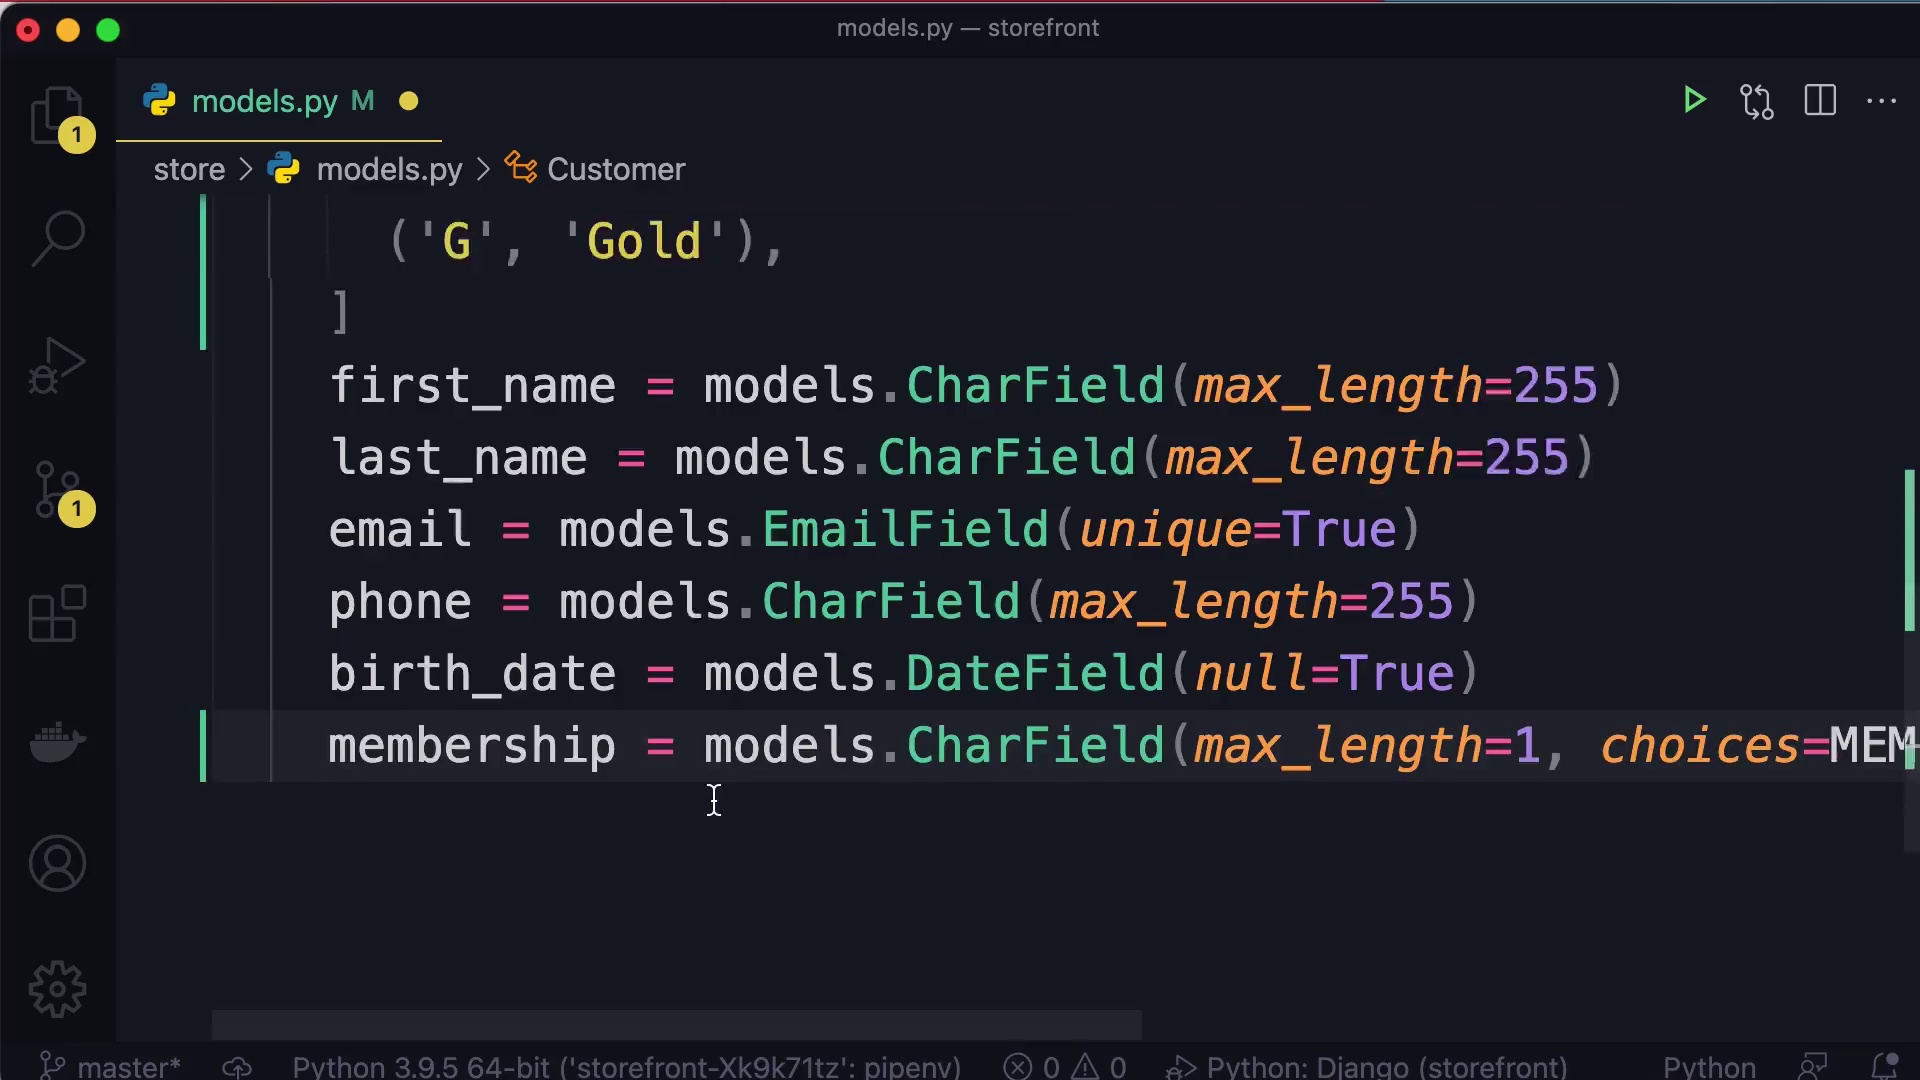 models.py — storefront
models.py M
store > models.py > Customer
('G', 'Gold'),
]
first_name = models.CharField(max_length=255)
last_name = models.CharField(max_length=255)
email = models.EmailField(unique=True)
phone = models.CharField(max_length=255)
birth_date = models.DateField(null=True)
membership = models.CharField(max_length=1, choices=MEM
1
1
master* Python 3.9.5 64-bit ('storefront-Xk9k71tz': pipenv) 0 0 Python: Django (storefront) Python